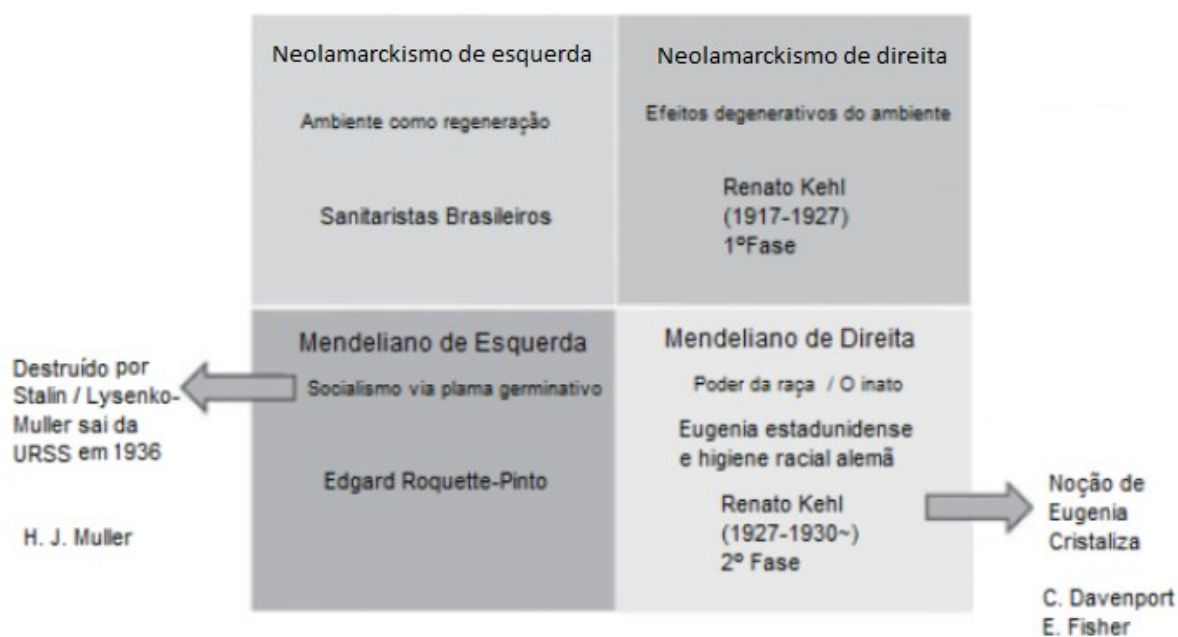 Neolamarckismo de esquerda
Ambiente como regeneração
Sanitaristas Brasileiros
Neolamarckismo de direita
Efeitos degenerativos do ambiente
Renato Kehl
(1917-1927)
1ºFase
Destruído por
Stalin / Lysenko-
Muller sai da
URSS em 1936
H. J. Muller
Mendeliano de Esquerda
Socialismo via plama germinativo
Edgard Roquette-Pinto
Mendeliano de Direita
Poder da raça / O inato
Eugenia estadunidense
e higiene racial alemã
Renato Kehl
(1927-1930~)
2º Fase
Noção de
Eugenia
Cristaliza
C. Davenport
E. Fisher